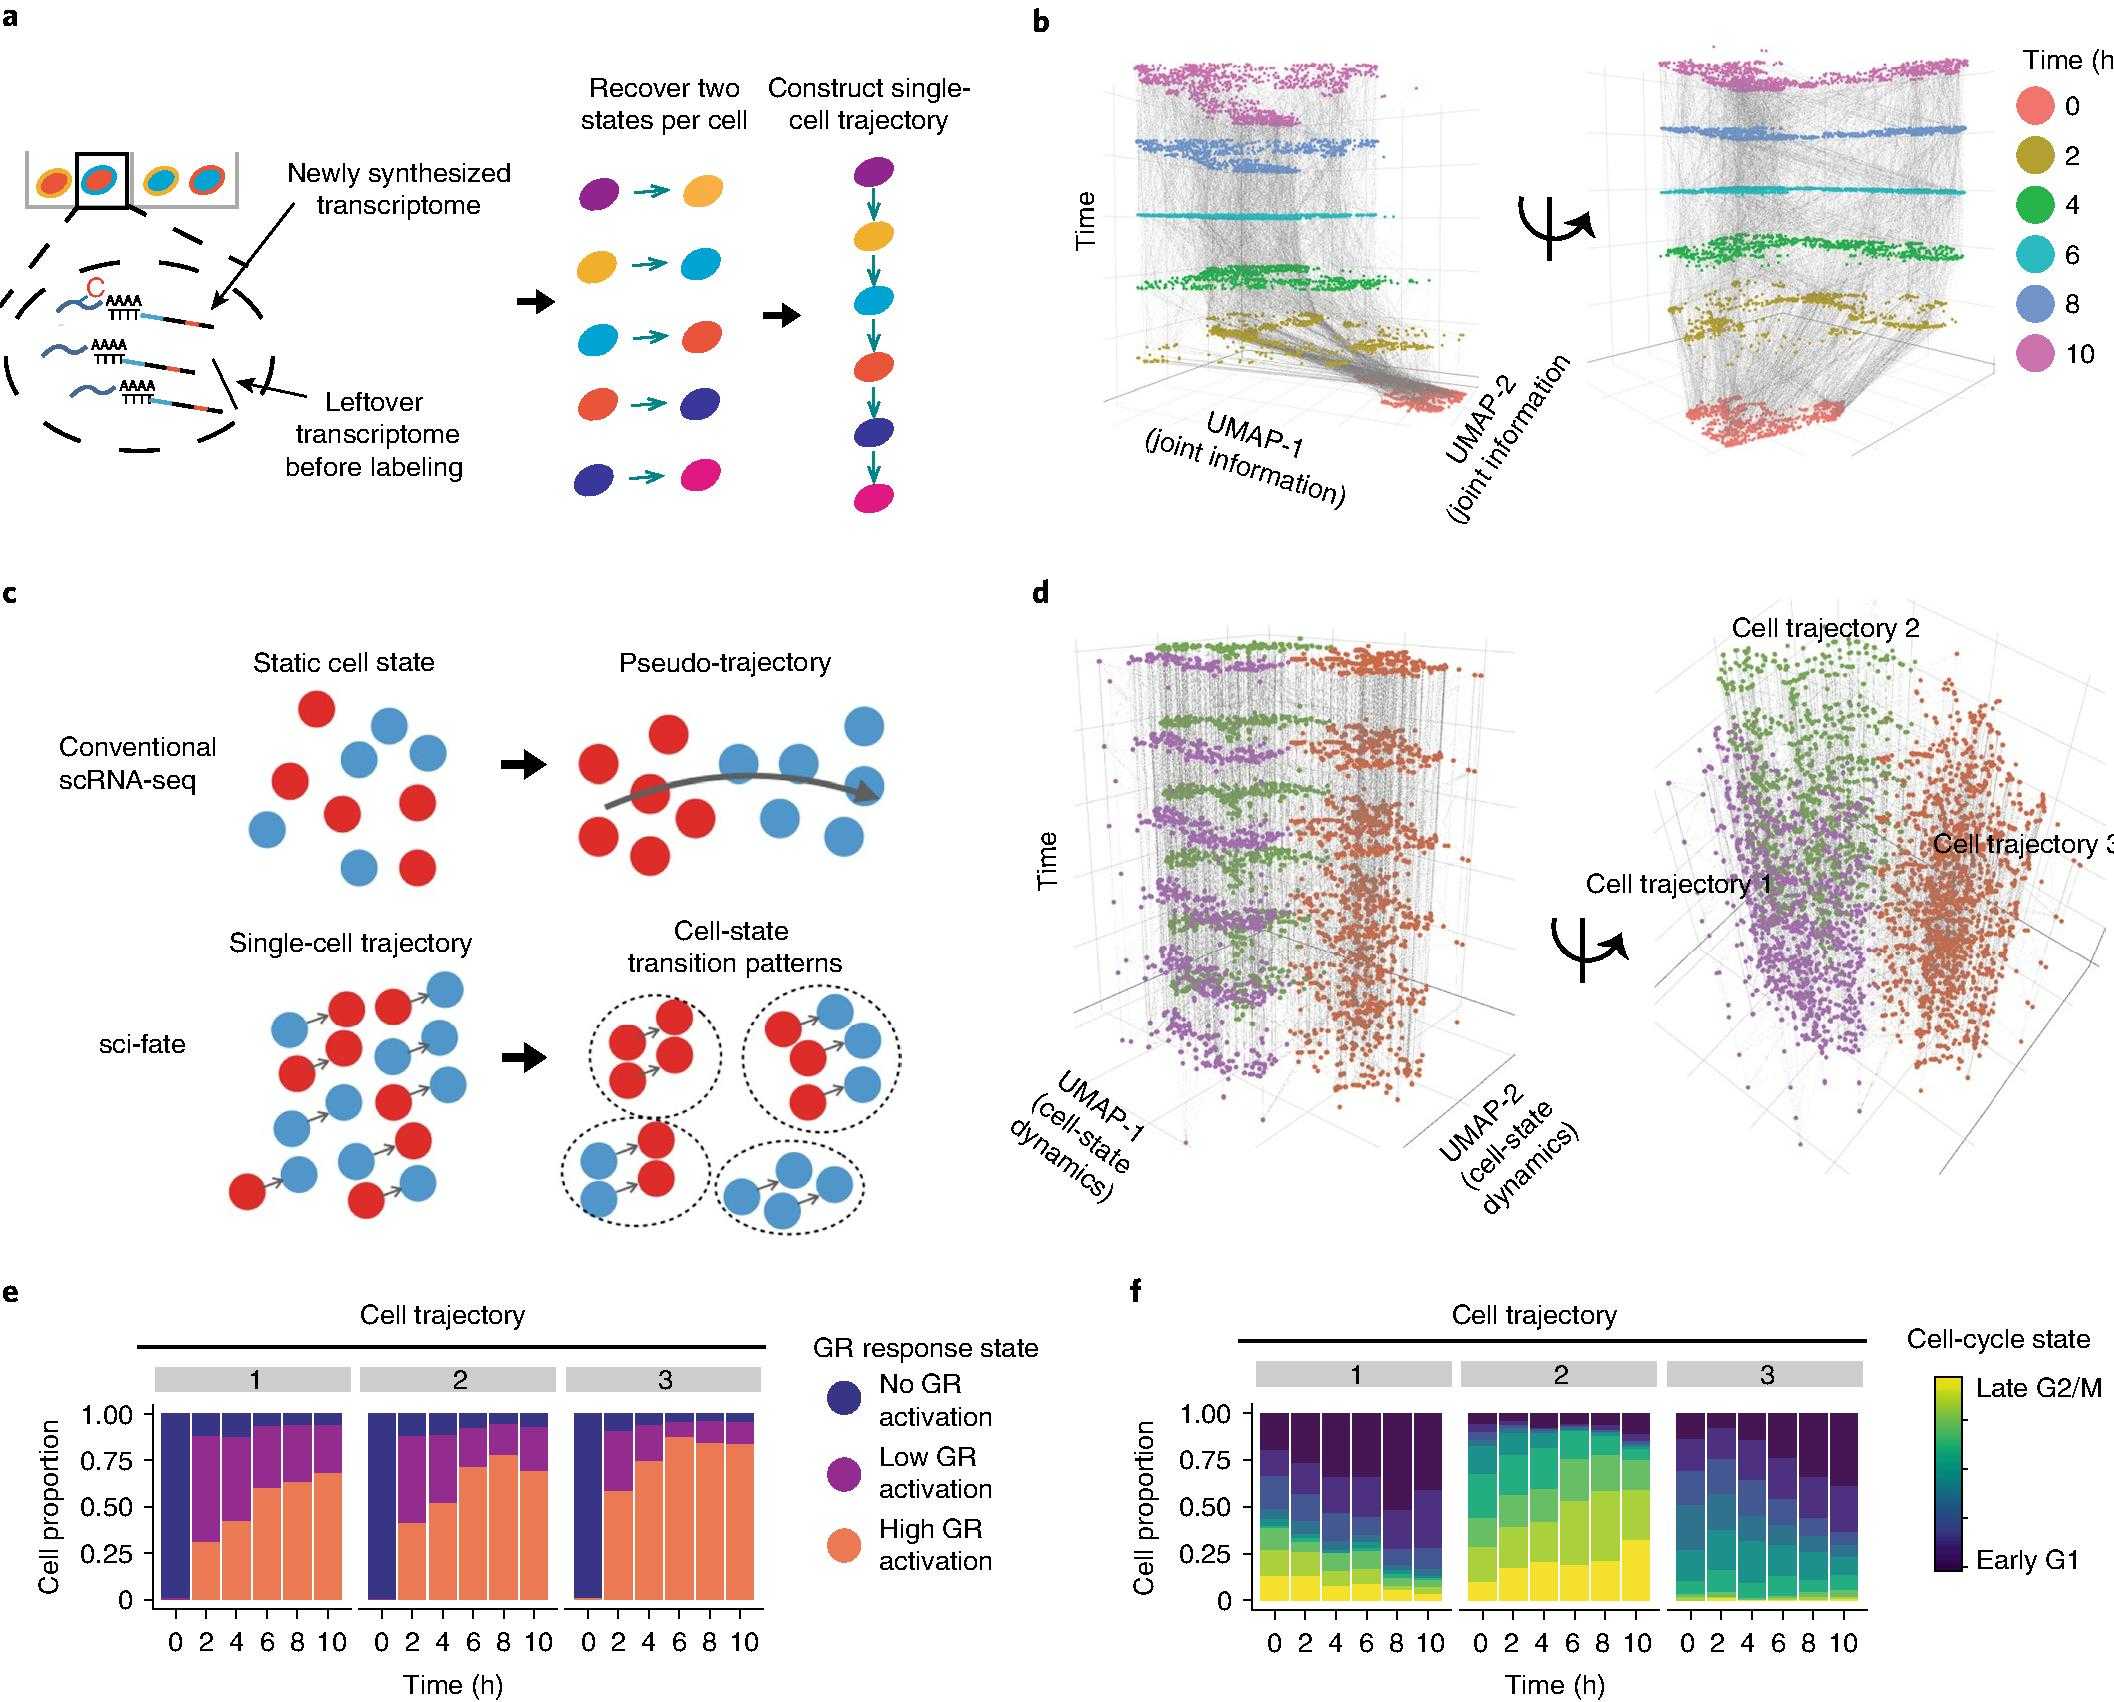 a
Recover two
states per cell
Construct single-
cell trajectory
Newly synthesized
transcriptome
C
AAAA
TTTT
AAAA
TTTT
AAAA
TTTT
Leftover
transcriptome
before labeling
b
Time
UMAP-1
(joint information)
UMAP-2
(joint information
Time (h
0
2
4
6
8
10
c
Static cell state
Pseudo-trajectory
Conventional
scRNA-seq
Single-cell trajectory
Cell-state
transition patterns
sci-fate
d
Time
UMAP-1
(cell-state
dynamics)
UMAP-2
(cell-state
dynamics)
Cell trajectory 2
Cell trajectory 3
Cell trajectory 1
e
Cell trajectory
1
2
3
Cell proportion
1.00
0.75
0.50
0.25
0
0 2 4 6 8 10
0 2 4 6 8 10
0 2 4 6 8 10
Time (h)
GR response state
No GR
activation
Low GR
activation
High GR
activation
f
Cell trajectory
1
2
3
Cell proportion
1.00
0.75
0.50
0.25
0
0 2 4 6 8 10
0 2 4 6 8 10
0 2 4 6 8 10
Time (h)
Cell-cycle state
Late G2/M
Early G1